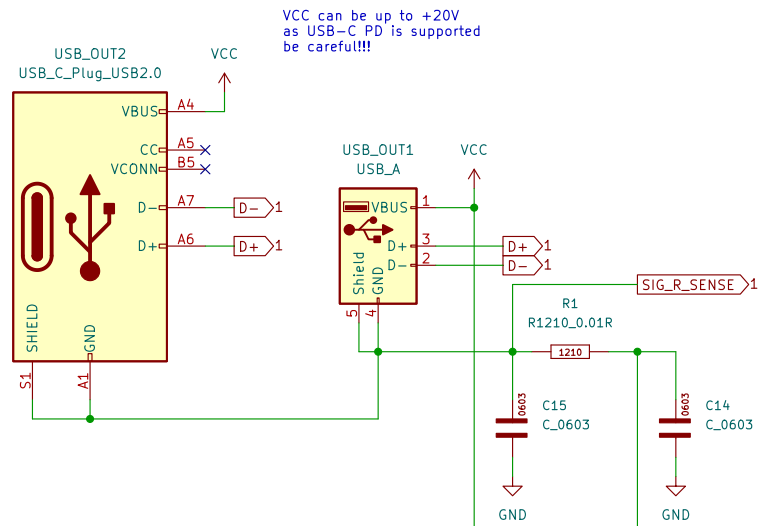 VCC can be up to +20V
as USB-C PD is supported
be careful!!!
USB_OUT2
USB_C_Plug_USB2.0
VCC
VBUS
A4
CC
A5
VCONN
B5
D-
A7
D-
1
D+
A6
D+
1
SHIELD
GND
S1
A1
USB_OUT1
USB_A
VCC
VBUS
1
D+
3
D+
1
D-
2
D-
1
Shield
GND
5
4
SIG_R_SENSE
1
R1
R1210_0.01R
1210
0603
C15
C_0603
GND
0603
C14
C_0603
GND